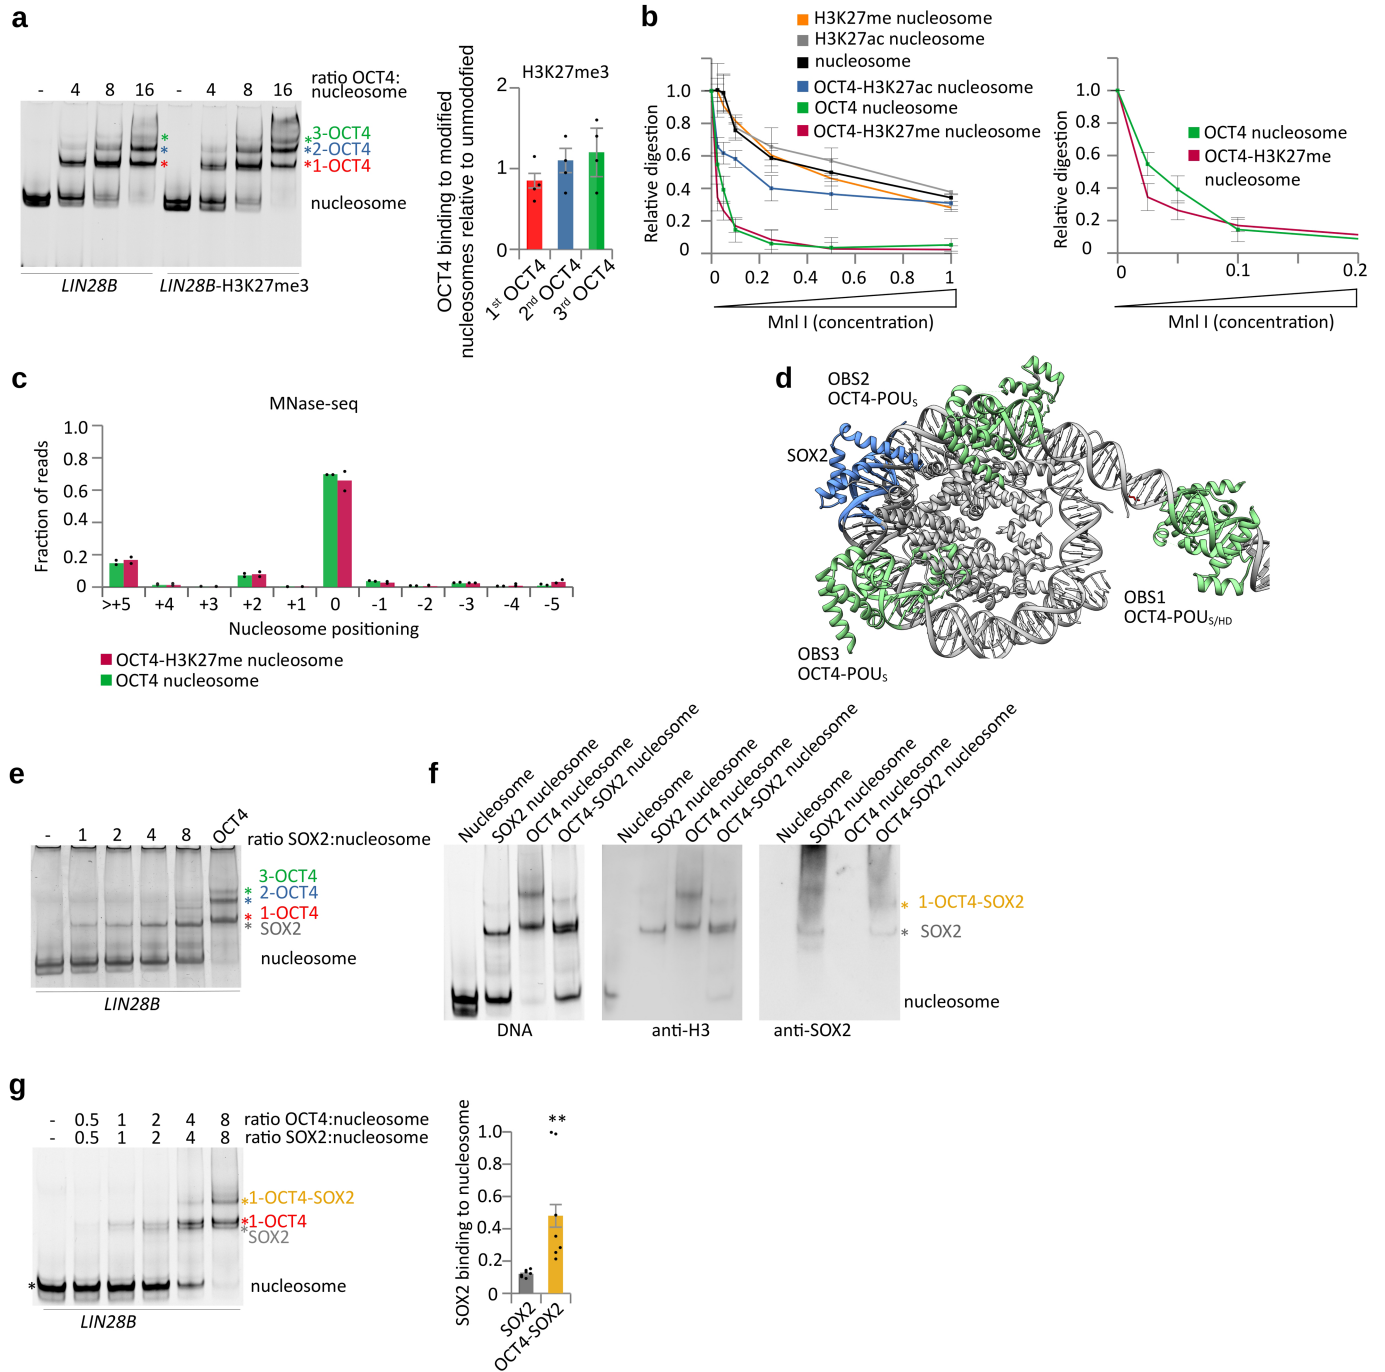 a
- 4 8 16 - 4 8 16
ratio OCT4:
nucleosome
3-OCT4
2-OCT4
1-OCT4
nucleosome
LIN28B
LIN28B-H3K27me3
OCT4 binding to modified
nucleosomes relative to unmodofied
H3K27me3
2
1
0
1st OCT4
2nd OCT4
3rd OCT4
b
H3K27me nucleosome
H3K27ac nucleosome
nucleosome
OCT4-H3K27ac nucleosome
OCT4 nucleosome
OCT4-H3K27me nucleosome
Relative digestion
1.0
0.8
0.6
0.4
0.2
0
0 0.2 0.4 0.6 0.8 1
Mnl I (concentration)
OCT4 nucleosome
OCT4-H3K27me
nucleosome
Relative digestion
1.0
0.8
0.6
0.4
0.2
0
0 0.1 0.2
Mnl I (concentration)
c
MNase-seq
Fraction of reads
1.0
0.8
0.6
0.4
0.2
0
>+5 +4 +3 +2 +1 0 -1 -2 -3 -4 -5
Nucleosome positioning
OCT4-H3K27me nucleosome
OCT4 nucleosome
d
OBS2
OCT4-POUS
SOX2
OBS1
OCT4-POUS/HD
OBS3
OCT4-POUS
e
- 1 2 4 8 OCT4
ratio SOX2:nucleosome
3-OCT4
2-OCT4
1-OCT4
* SOX2
nucleosome
LIN28B
f
Nucleosome
SOX2 nucleosome
OCT4 nucleosome
OCT4-SOX2 nucleosome
Nucleosome
SOX2 nucleosome
OCT4 nucleosome
OCT4-SOX2 nucleosome
Nucleosome
SOX2 nucleosome
OCT4 nucleosome
OCT4-SOX2 nucleosome
* 1-OCT4-SOX2
* SOX2
nucleosome
DNA
anti-H3
anti-SOX2
g
- 0.5 1 2 4 8 ratio OCT4:nucleosome
- 0.5 1 2 4 8 ratio SOX2:nucleosome
*1-OCT4-SOX2
*1-OCT4
*SOX2
* nucleosome
LIN28B
SOX2 binding to nucleosome
**
1.0
0.8
0.6
0.4
0.2
0
SOX2
OCT4-SOX2